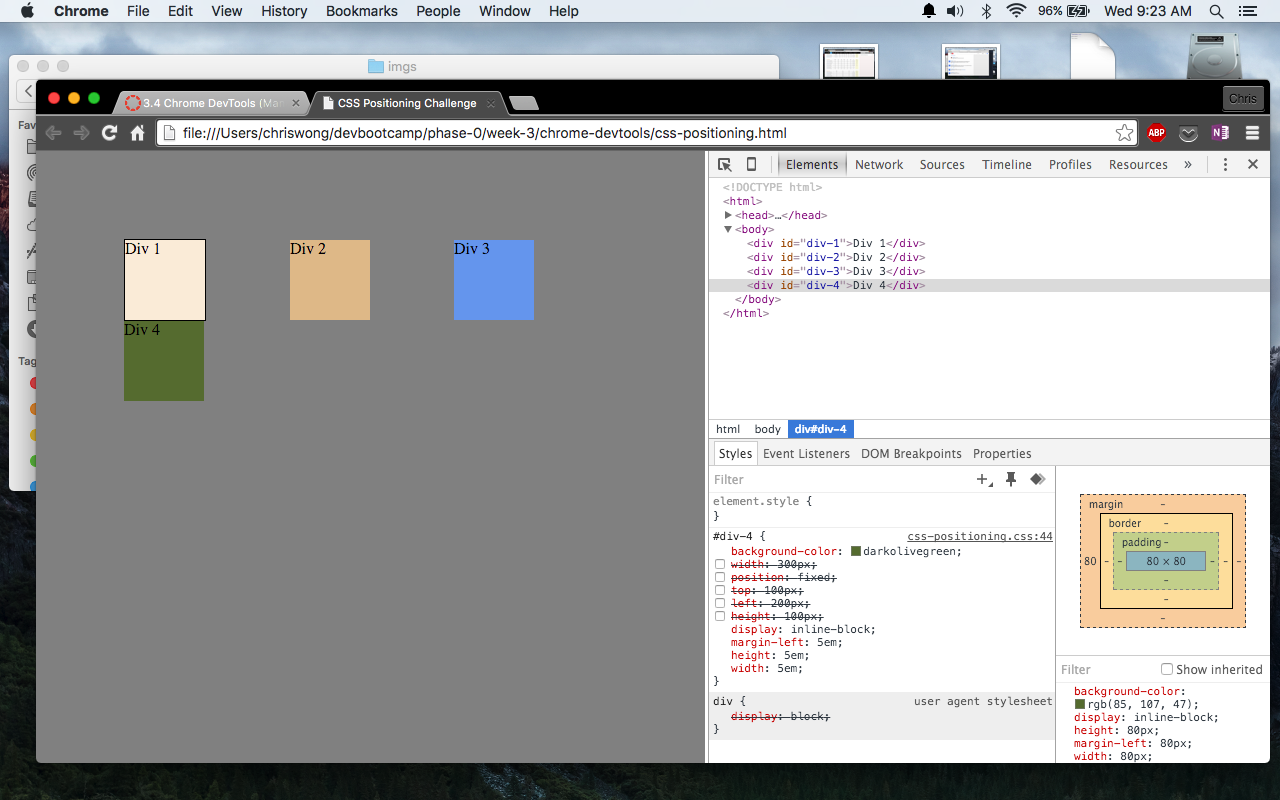 Chrome File Edit View History Bookmarks People Window Help 96% Wed 9:23 AM
imgs
3.4 Chrome DevTools (Ma × CSS Positioning Challenge × Chris
file:///Users/chriswong/devbootcamp/phase-0/week-3/chrome-devtools/css-positioning.html ABP N
Fav
Tag
Div 1
Div 2
Div 3
Div 4
Elements Network Sources Timeline Profiles Resources »
<!DOCTYPE html>
<html>
<head>…</head>
<body>
<div id="div-1">Div 1</div>
<div id="div-2">Div 2</div>
<div id="div-3">Div 3</div>
<div id="div-4">Div 4</div>
</body>
</html>
html body div#div-4
Styles Event Listeners DOM Breakpoints Properties
Filter
element.style {
}
#div-4 { css-positioning.css:44
background-color: darkolivegreen;
width: 300px;
position: fixed;
top: 100px;
left: 200px;
height: 100px;
display: inline-block;
margin-left: 5em;
height: 5em;
width: 5em;
}
div { user agent stylesheet
display: block;
}
margin -
border -
padding -
80 - - 80 × 80 - - -
-
-
-
Filter Show inherited
background-color:
rgb(85, 107, 47);
display: inline-block;
height: 80px;
margin-left: 80px;
width: 80px;